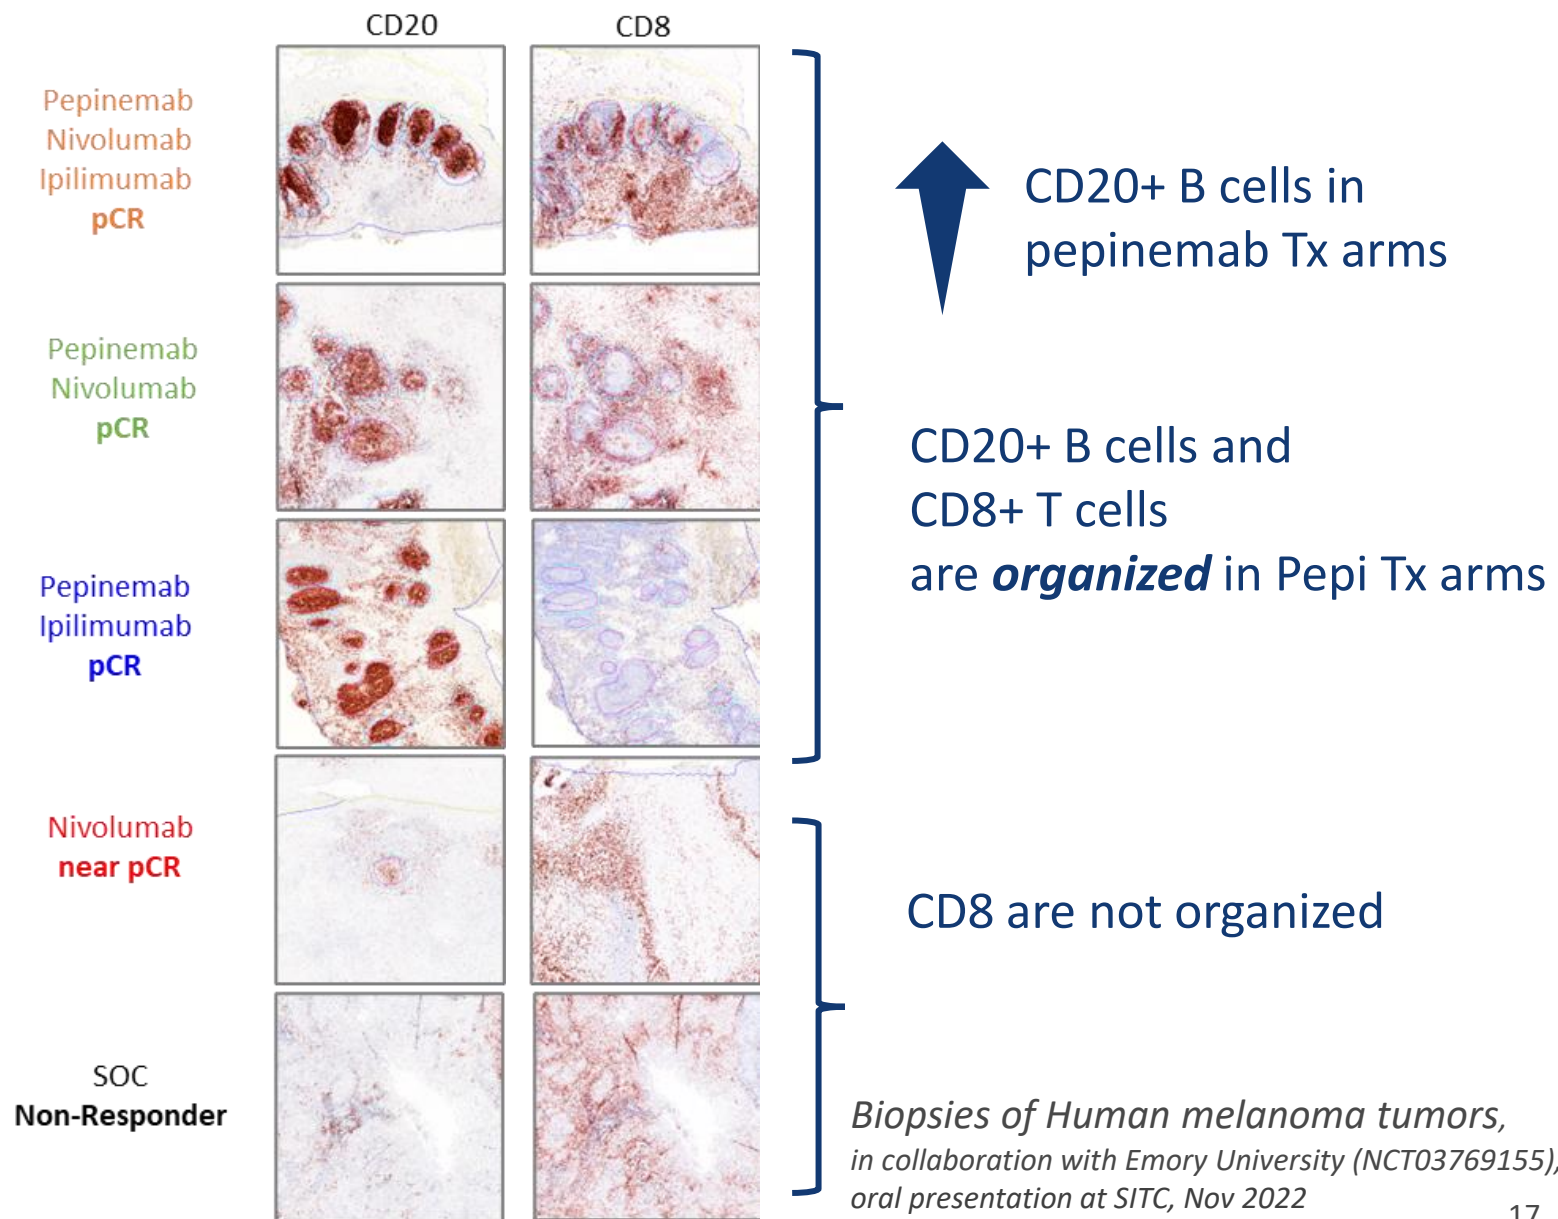 CD20
CD8
Pepinemab
Nivolumab
Ipilimumab
pCR
Pepinemab
Nivolumab
pCR
Pepinemab
Ipilimumab
pCR
Nivolumab
near pCR
SOC
Non-Responder
CD20+ B cells in
pepinemab Tx arms
CD20+ B cells and
CD8+ T cells
are organized in Pepi Tx arms
CD8 are not organized
Biopsies of Human melanoma tumors,
in collaboration with Emory University (NCT03769155),
oral presentation at SITC, Nov 2022
17